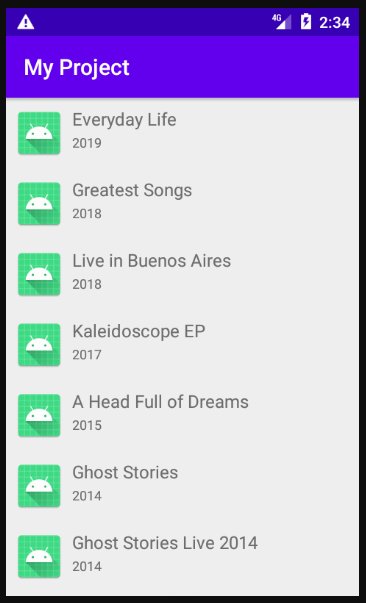 4G 2:34
My Project
Everyday Life
2019
Greatest Songs
2018
Live in Buenos Aires
2018
Kaleidoscope EP
2017
A Head Full of Dreams
2015
Ghost Stories
2014
Ghost Stories Live 2014
2014